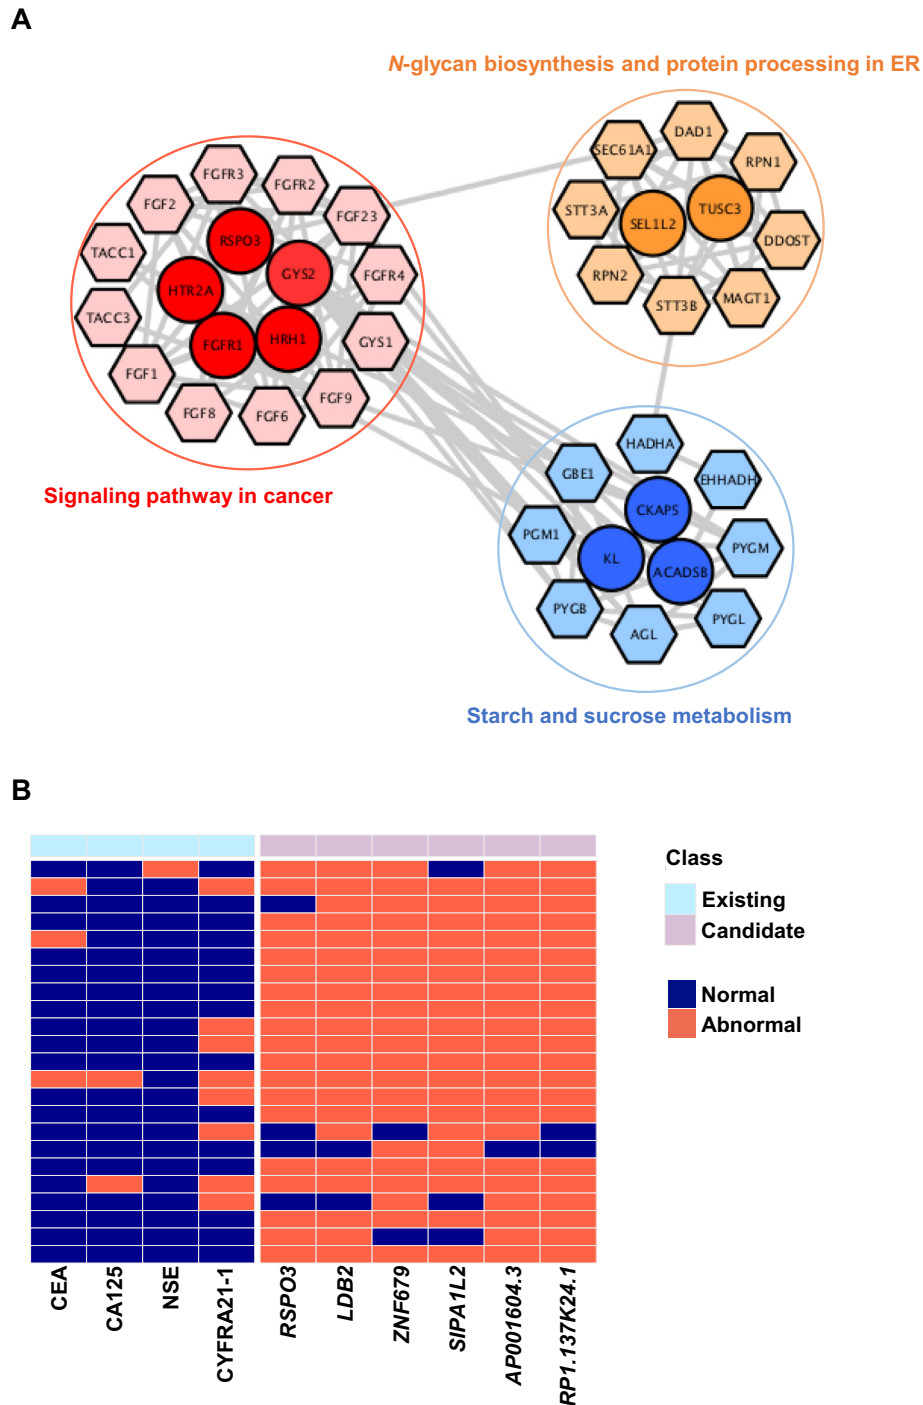 A
N-glycan biosynthesis and protein processing in ER
DAD1
SEC61A1
RPN1
FGFR3
FGFR2
FGF2
FGF23
STT3A
TUSC3
SEL1L2
DDOST
RSPO3
TACC1
GYS2
FGFR4
RPN2
HTR2A
MAGT1
STT3B
TACC3
FGFR1
HRH1
GYS1
FGF1
FGF9
FGF8
FGF6
HADHA
GBE1
EHHADH
Signaling pathway in cancer
CKAP5
PGM1
PYGM
KL
ACADSB
PYGB
PYGL
AGL
Starch and sucrose metabolism
B
Class
Existing
Candidate
Normal
Abnormal
CEA
CA125
NSE
CYFRA21-1
RSPO3
LDB2
ZNF679
SIPA1L2
AP001604.3
RP1.137K24.1